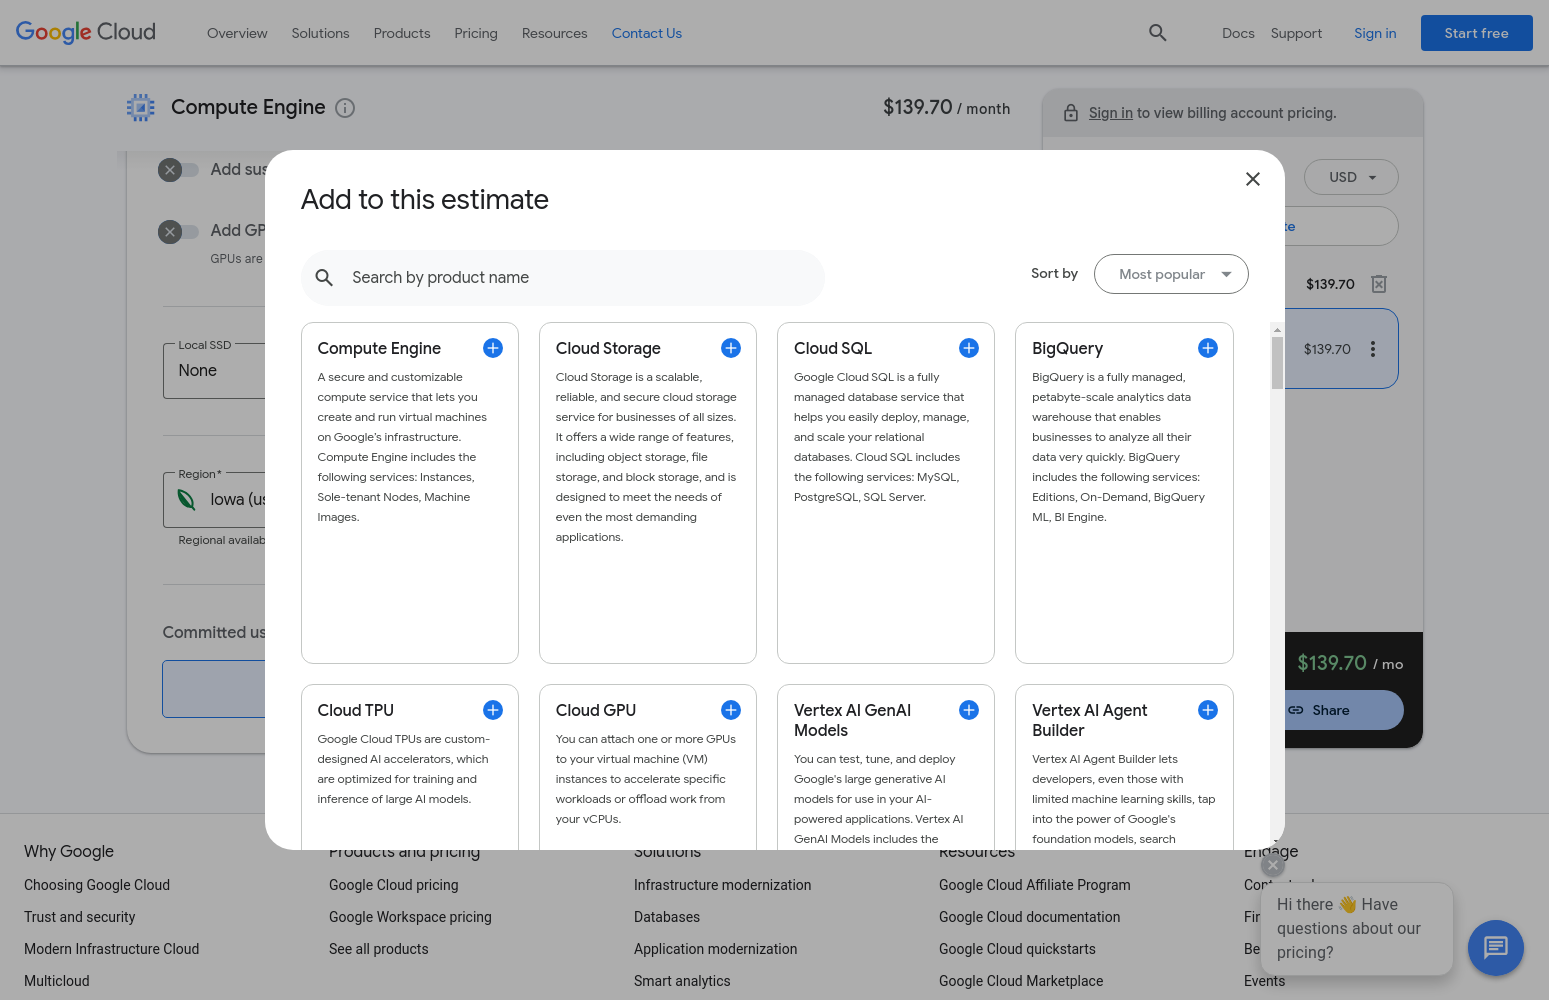 Google Cloud
Overview
Solutions
Products
Pricing
Resources
Contact Us
Docs
Support
Sign in
Start free
Compute Engine
$139.70 / month
Sign in to view billing account pricing.
USD
$139.70
$139.70
Add GP
GPUs are
Local SSD
None
Region*
Iowa (us
Regional availab
Committed us
$139.70 / mo
Share
Add to this estimate
Search by product name
Sort by
Most popular
Compute Engine
A secure and customizable
compute service that lets you
create and run virtual machines
on Google's infrastructure.
Compute Engine includes the
following services: Instances,
Sole-tenant Nodes, Machine
Images.
Cloud Storage
Cloud Storage is a scalable,
reliable, and secure cloud storage
service for businesses of all sizes.
It offers a wide range of features,
including object storage, file
storage, and block storage, and is
designed to meet the needs of
even the most demanding
applications.
Cloud SQL
Google Cloud SQL is a fully
managed database service that
helps you easily deploy, manage,
and scale your relational
databases. Cloud SQL includes
the following services: MySQL,
PostgreSQL, SQL Server.
BigQuery
BigQuery is a fully managed,
petabyte-scale analytics data
warehouse that enables
businesses to analyze all their
data very quickly. BigQuery
includes the following services:
Editions, On-Demand, BigQuery
ML, BI Engine.
Cloud TPU
Google Cloud TPUs are custom-
designed AI accelerators, which
are optimized for training and
inference of large AI models.
Cloud GPU
You can attach one or more GPUs
to your virtual machine (VM)
instances to accelerate specific
workloads or offload work from
your vCPUs.
Vertex AI GenAI
Models
You can test, tune, and deploy
Google's large generative AI
models for use in your AI-
powered applications. Vertex AI
GenAI Models includes the
Vertex AI Agent
Builder
Vertex AI Agent Builder lets
developers, even those with
limited machine learning skills, tap
into the power of Google's
foundation models, search
Why Google
Choosing Google Cloud
Trust and security
Modern Infrastructure Cloud
Multicloud
Products and pricing
Google Cloud pricing
Google Workspace pricing
See all products
Solutions
Infrastructure modernization
Databases
Application modernization
Smart analytics
Resources
Google Cloud Affiliate Program
Google Cloud documentation
Google Cloud quickstarts
Google Cloud Marketplace
Engage
Events
Hi there 👋 Have
questions about our
pricing?